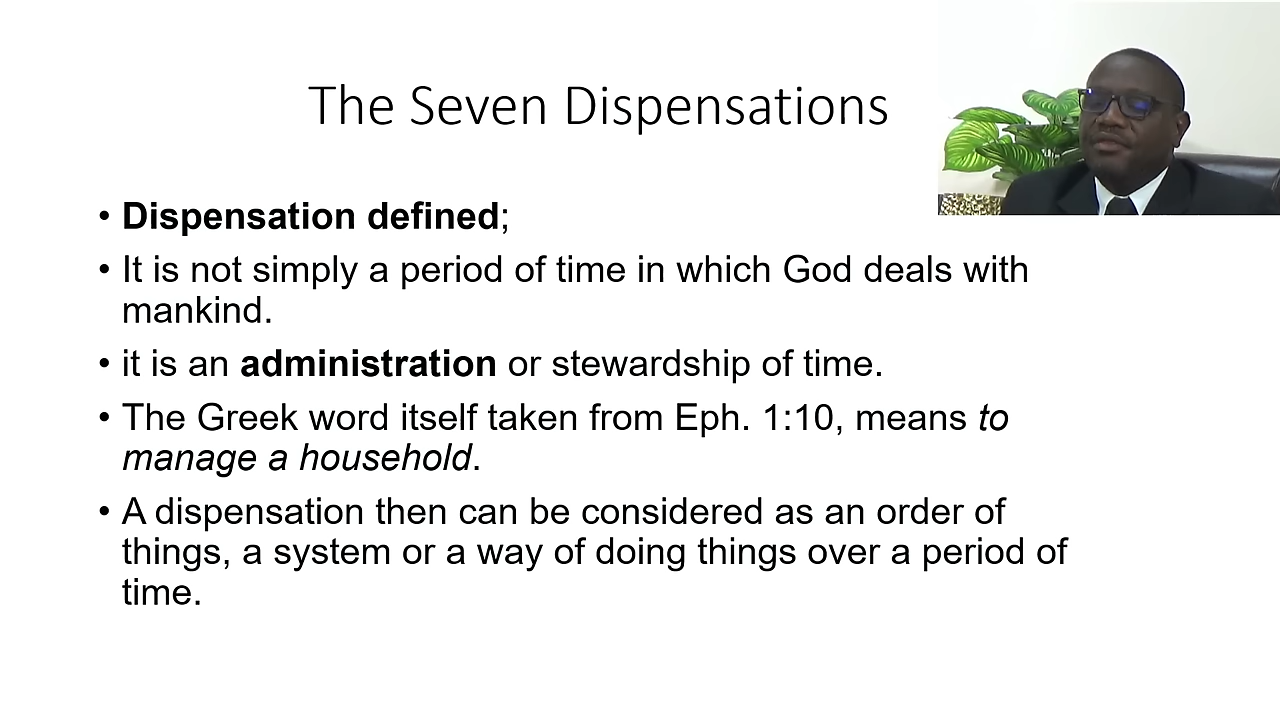 The Seven Dispensations
• Dispensation defined;
• It is not simply a period of time in which God deals with
mankind.
• it is an administration or stewardship of time.
• The Greek word itself taken from Eph. 1:10, means to
manage a household.
• A dispensation then can be considered as an order of
things, a system or a way of doing things over a period of
time.